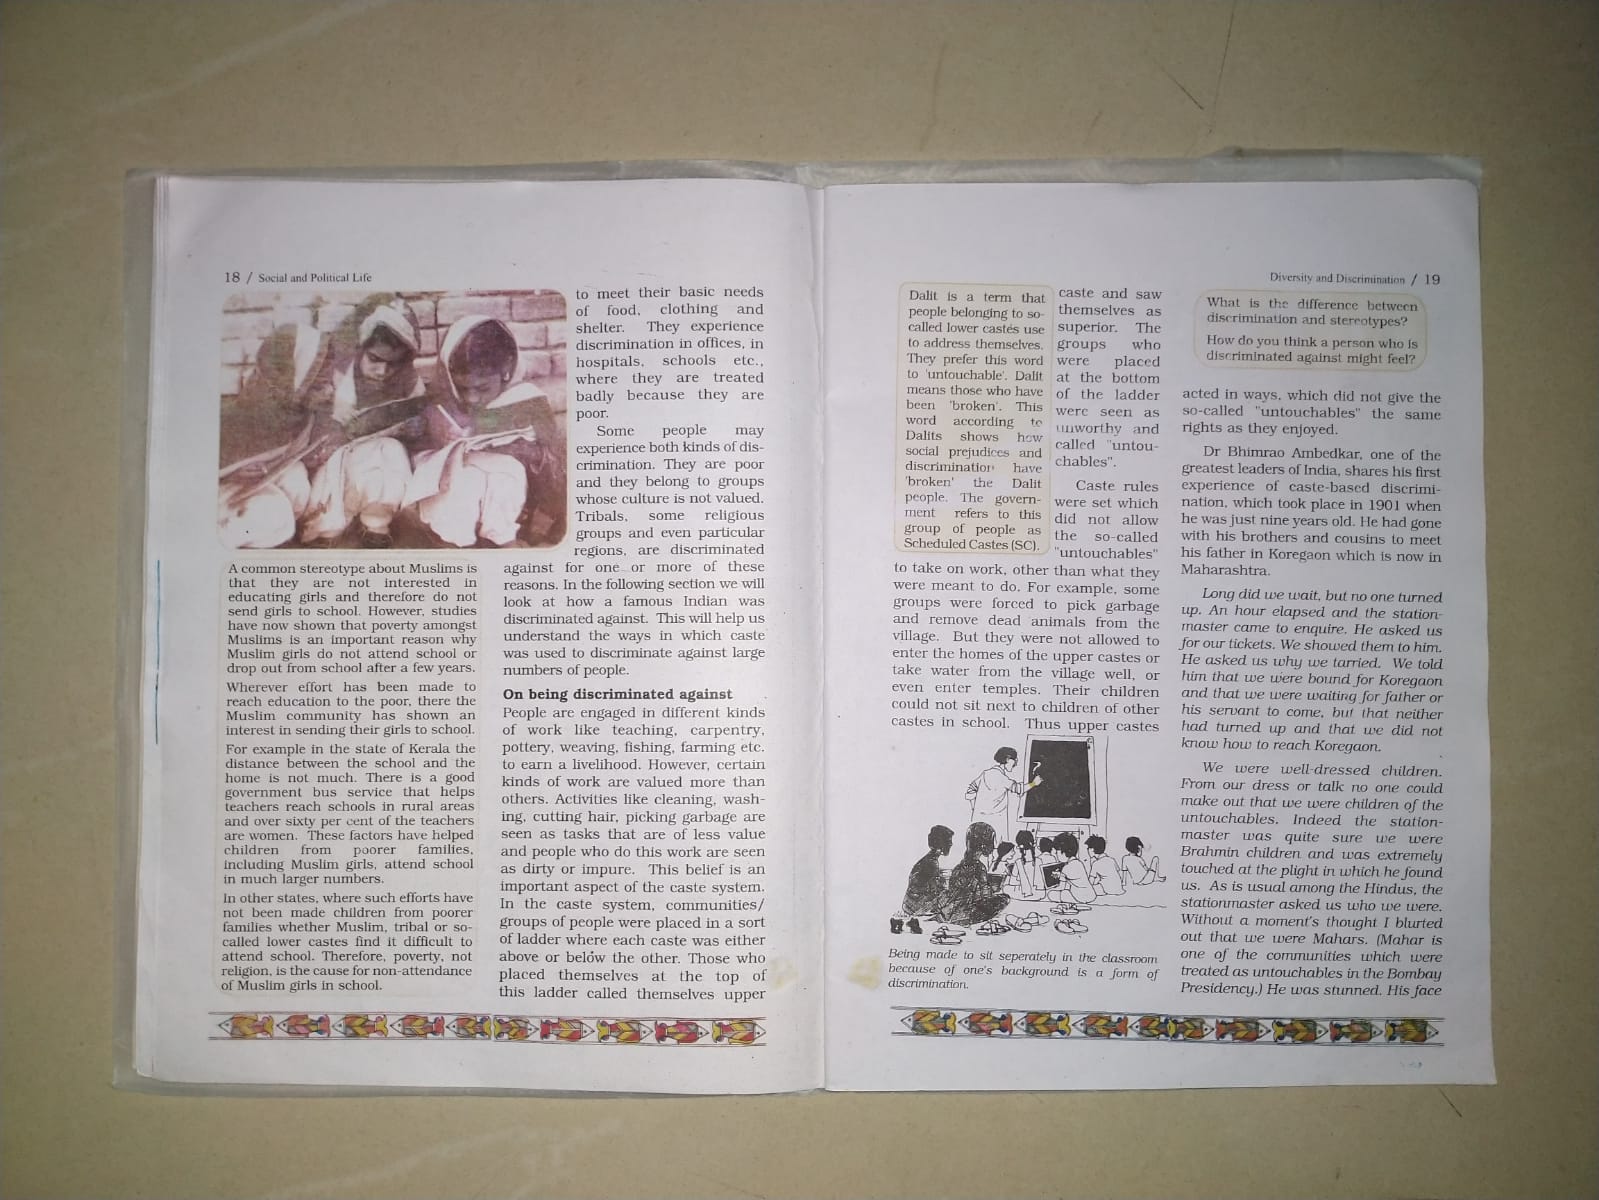 18 / Social and Political Life
to meet their basic needs
of food, clothing and
shelter. They experience
discrimination in offices, in
hospitals, schools etc.,
where they are treated
badly because they are
poor.
Some people may
experience both kinds of dis-
crimination. They are poor
and they belong to groups
whose culture is not valued.
Tribals, some religious
groups and even particular
regions, are discriminated
against for one or more of these
reasons. In the following section we will
look at how a famous Indian was
discriminated against. This will help us
understand the ways in which caste
was used to discriminate against large
numbers of people.
On being discriminated against
People are engaged in different kinds
of work like teaching, carpentry,
pottery, weaving, fishing, farming etc.
to earn a livelihood. However, certain
kinds of work are valued more than
others. Activities like cleaning, wash-
ing, cutting hair, picking garbage are
seen as tasks that are of less value
and people who do this work are seen
as dirty or impure. This belief is an
important aspect of the caste system.
In the caste system, communities/
groups of people were placed in a sort
of ladder where each caste was either
above or below the other. Those who
placed themselves at the top of
this ladder called themselves upper
A common stereotype about Muslims is
that they are not interested in
educating girls and therefore do not
send girls to school. However, studies
have now shown that poverty amongst
Muslims is an important reason why
Muslim girls do not attend school or
drop out from school after a few years.
Wherever effort has been made to
reach education to the poor, there the
Muslim community has shown an
interest in sending their girls to school.
For example in the state of Kerala the
distance between the school and the
home is not much. There is a good
government bus service that helps
teachers reach schools in rural areas
and over sixty per cent of the teachers
are women. These factors have helped
children from poorer families,
including Muslim girls, attend school
in much larger numbers.
In other states, where such efforts have
not been made children from poorer
families whether Muslim, tribal or so-
called lower castes find it difficult to
attend school. Therefore, poverty, not
religion, is the cause for non-attendance
of Muslim girls in school.
Diversity and Discrimination / 19
Dalit is a term that
people belonging to so-
called lower castes use
to address themselves.
They prefer this word
to 'untouchable'. Dalit
means those who have
been 'broken'. This
word according to
Dalits shows how
social prejudices and
discrimination have
'broken' the Dalit
people. The govern-
ment refers to this
group of people as
Scheduled Castes (SC).
caste and saw
themselves as
superior. The
groups who
were placed
at the bottom
of the ladder
were seen as
unworthy and
called "untou-
chables".
Caste rules
were set which
did not allow
the so-called
"untouchables"
to take on work, other than what they
were meant to do. For example, some
groups were forced to pick garbage
and remove dead animals from the
village. But they were not allowed to
enter the homes of the upper castes or
take water from the village well, or
even enter temples. Their children
could not sit next to children of other
castes in school. Thus upper castes
Being made to sit seperately in the classroom
because of one's background is a form of
discrimination.
What is the difference between
discrimination and stereotypes?
How do you think a person who is
discriminated against might feel?
acted in ways, which did not give the
so-called "untouchables" the same
rights as they enjoyed.
Dr Bhimrao Ambedkar, one of the
greatest leaders of India, shares his first
experience of caste-based discrimi-
nation, which took place in 1901 when
he was just nine years old. He had gone
with his brothers and cousins to meet
his father in Koregaon which is now in
Maharashtra.
Long did we wait, but no one turned
up. An hour elapsed and the station-
master came to enquire. He asked us
for our tickets. We showed them to him.
He asked us why we tarried. We told
him that we were bound for Koregaon
and that we were waiting for father or
his servant to come, but that neither
had turned up and that we did not
know how to reach Koregaon.
We were well-dressed children.
From our dress or talk no one could
make out that we were children of the
untouchables. Indeed the station-
master was quite sure we were
Brahmin children and was extremely
touched at the plight in which he found
us. As is usual among the Hindus, the
stationmaster asked us who we were.
Without a moment's thought I blurted
out that we were Mahars. (Mahar is
one of the communities which were
treated as untouchables in the Bombay
Presidency.) He was stunned. His face